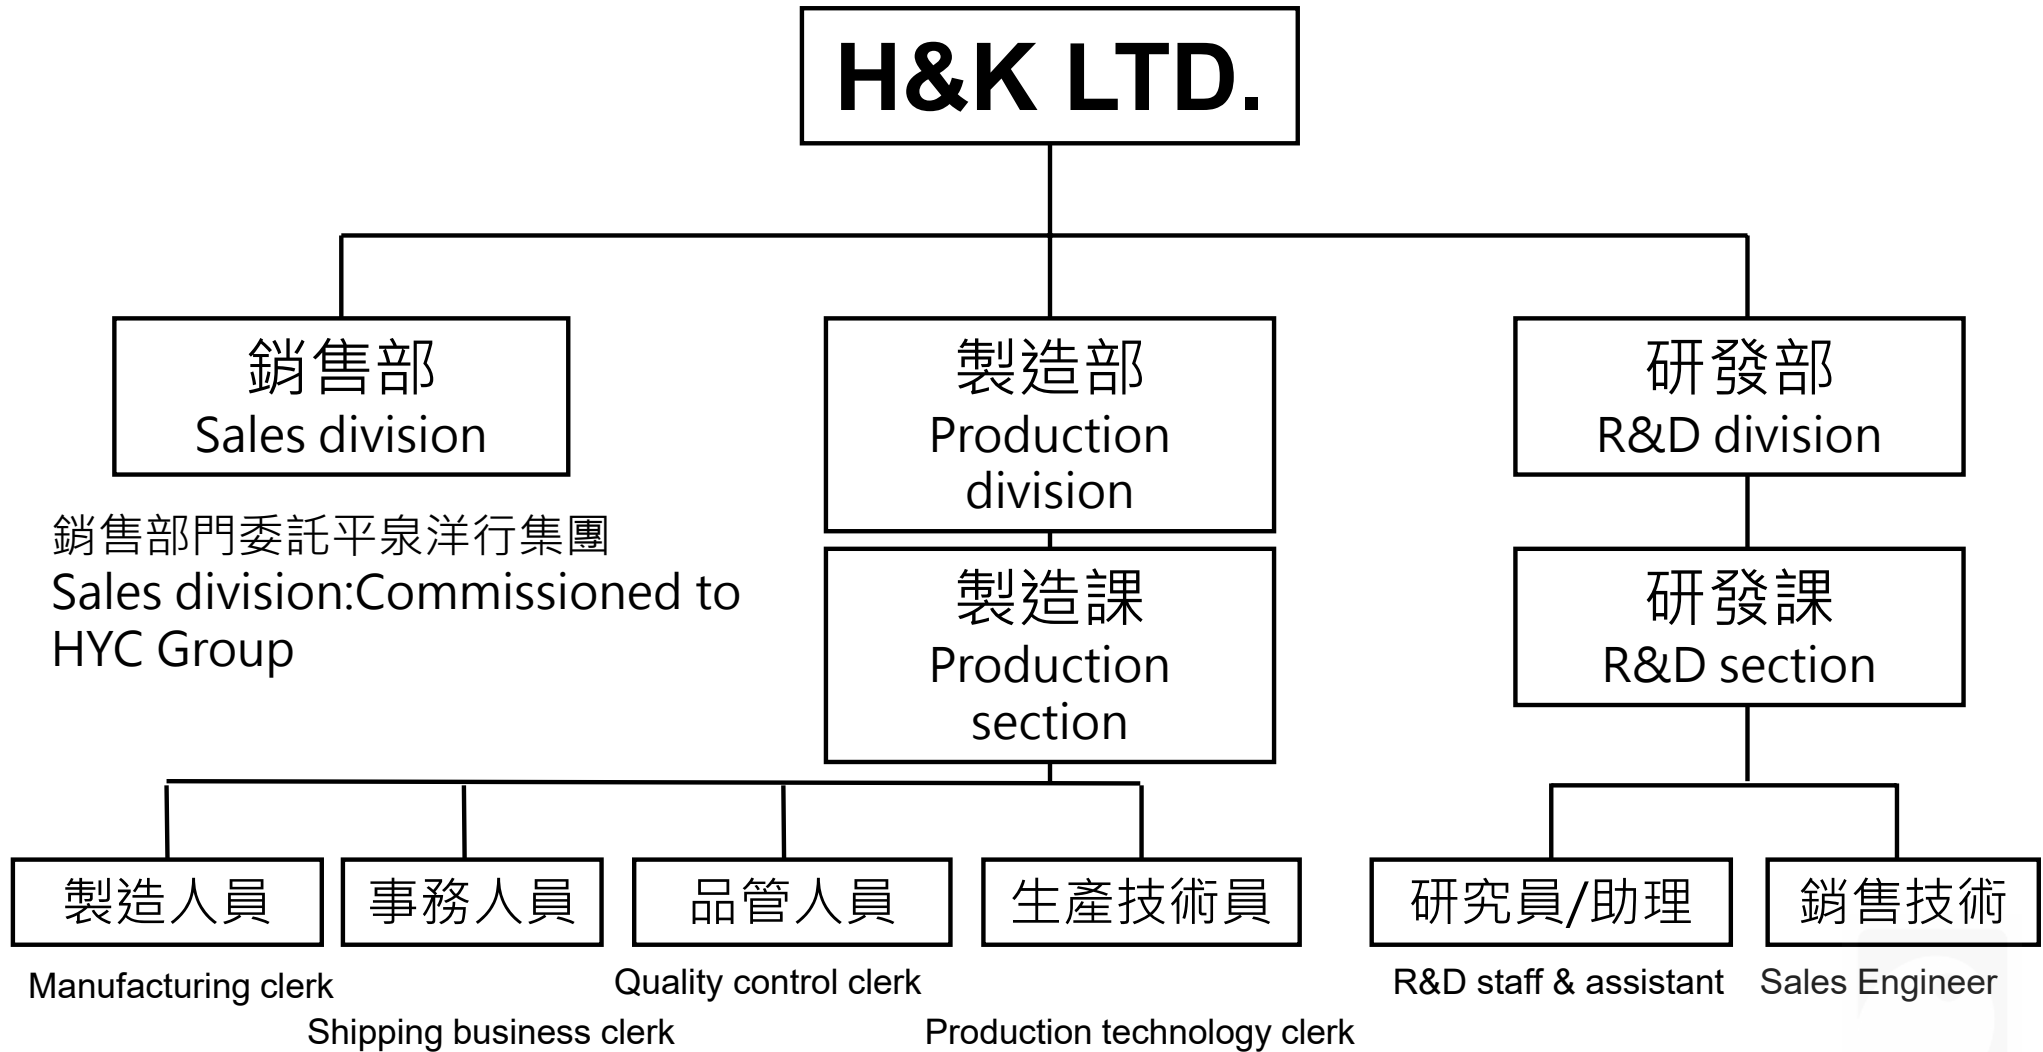 H&K LTD.
銷售部
Sales division
製造部
Production
division
研發部
R&D division
銷售部門委託平泉洋行集團
Sales division:Commissioned to
HYC Group
製造課
Production
section
研發課
R&D section
製造人員
事務人員
品管人員
生產技術員
研究員/助理
銷售技術
Manufacturing clerk
Shipping business clerk
Quality control clerk
Production technology clerk
R&D staff & assistant
Sales Engineer